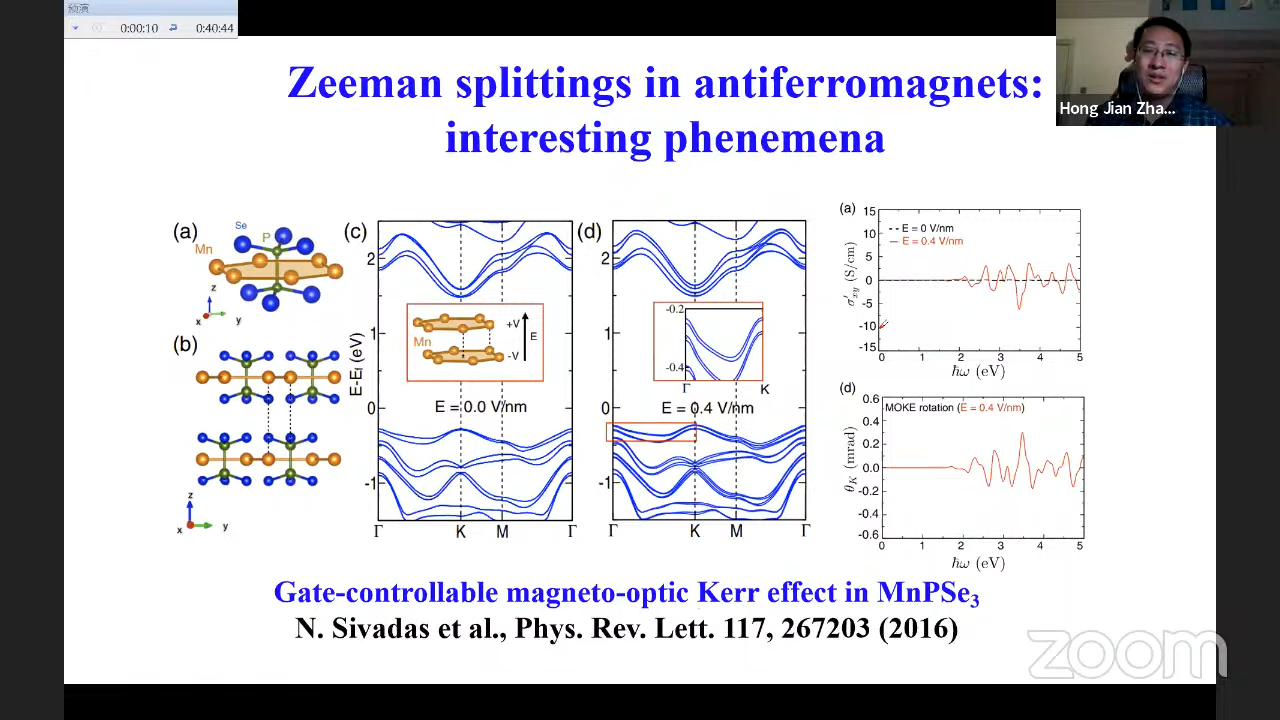 预演
0:00:10 0:40:44
Hong Jian Zha...
Zeeman splittings in antiferromagnets:
interesting phenemena
(a)
Se
P
Mn
z
x y
(b)
z
x y
(c)
E-Ef (eV)
2
1
0
-1
Mn
+V
-V
E
E = 0.0 V/nm
Γ K M Γ
(d)
2
1
0
-1
-0.2
-0.4
Γ K
E = 0.4 V/nm
Γ K M Γ
(a)
σ'xy (S/cm)
15
10
5
0
-5
-10
-15
E = 0 V/nm
E = 0.4 V/nm
0 1 2 3 4 5
ħω (eV)
(d)
θK (mrad)
0.6
0.4
0.2
0.0
-0.2
-0.4
-0.6
MOKE rotation (E = 0.4 V/nm)
0 1 2 3 4 5
ħω (eV)
Gate-controllable magneto-optic Kerr effect in MnPSe3
N. Sivadas et al., Phys. Rev. Lett. 117, 267203 (2016)
zoom